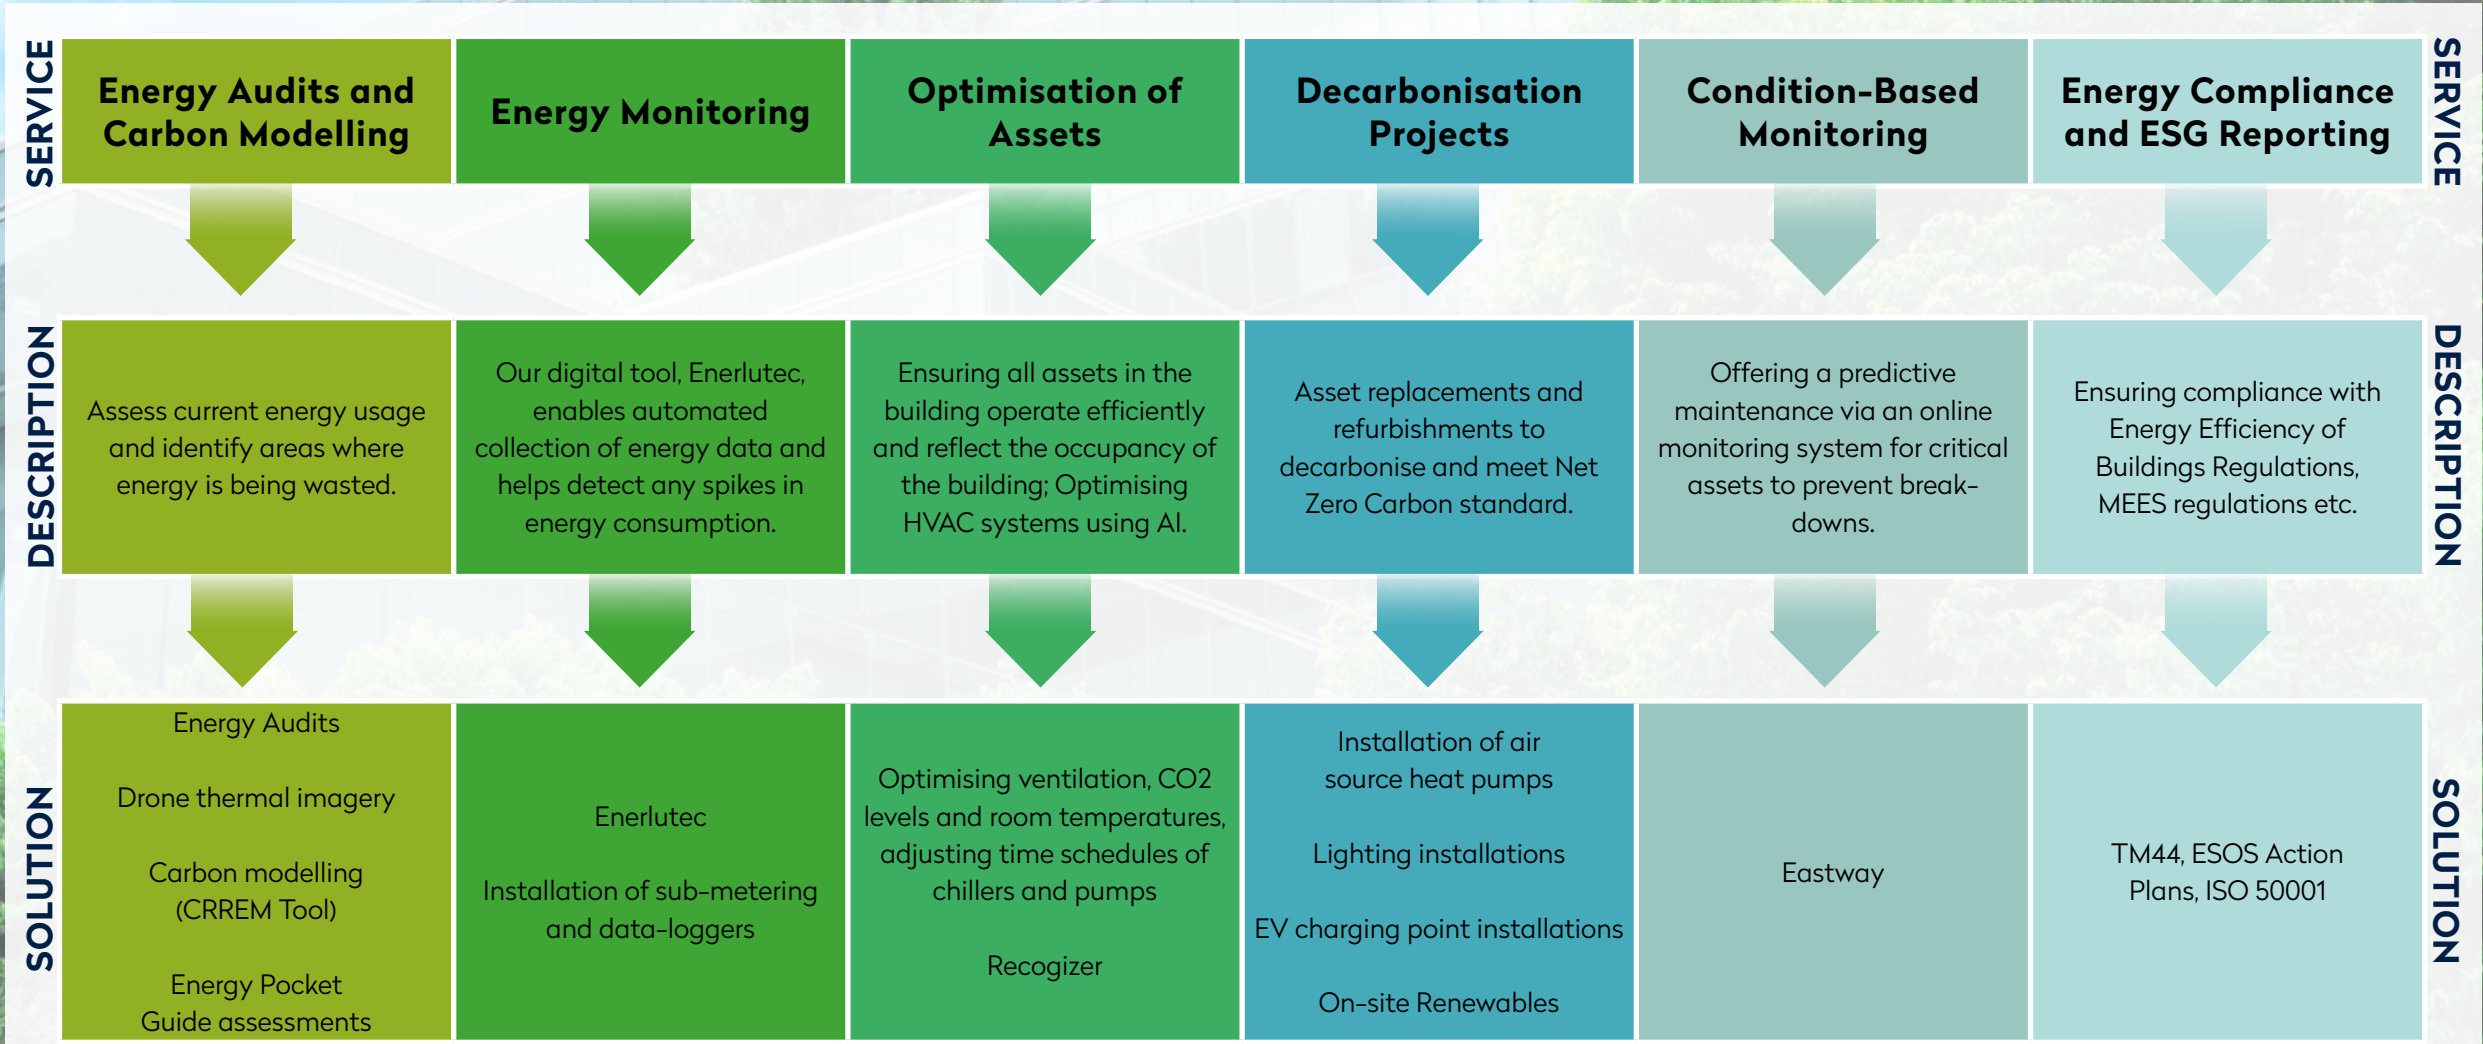 SERVICE
Energy Audits and
Carbon Modelling
Energy Monitoring
Optimisation of
Assets
Decarbonisation
Projects
Condition-Based
Monitoring
Energy Compliance
and ESG Reporting
SERVICE
DESCRIPTION
Assess current energy usage
and identify areas where
energy is being wasted.
Our digital tool, Enerlutec,
enables automated
collection of energy data and
helps detect any spikes in
energy consumption.
Ensuring all assets in the
building operate efficiently
and reflect the occupancy of
the building; Optimising
HVAC systems using AI.
Asset replacements and
refurbishments to
decarbonise and meet Net
Zero Carbon standard.
Offering a predictive
maintenance via an online
monitoring system for critical
assets to prevent break-
downs.
Ensuring compliance with
Energy Efficiency of
Buildings Regulations,
MEES regulations etc.
DESCRIPTION
SOLUTION
Energy Audits
Drone thermal imagery
Carbon modelling
(CRREM Tool)
Energy Pocket
Guide assessments
Enerlutec
Installation of sub-metering
and data-loggers
Optimising ventilation, CO2
levels and room temperatures,
adjusting time schedules of
chillers and pumps
Recogizer
Installation of air
source heat pumps
Lighting installations
EV charging point installations
On-site Renewables
Eastway
TM44, ESOS Action
Plans, ISO 50001
SOLUTION